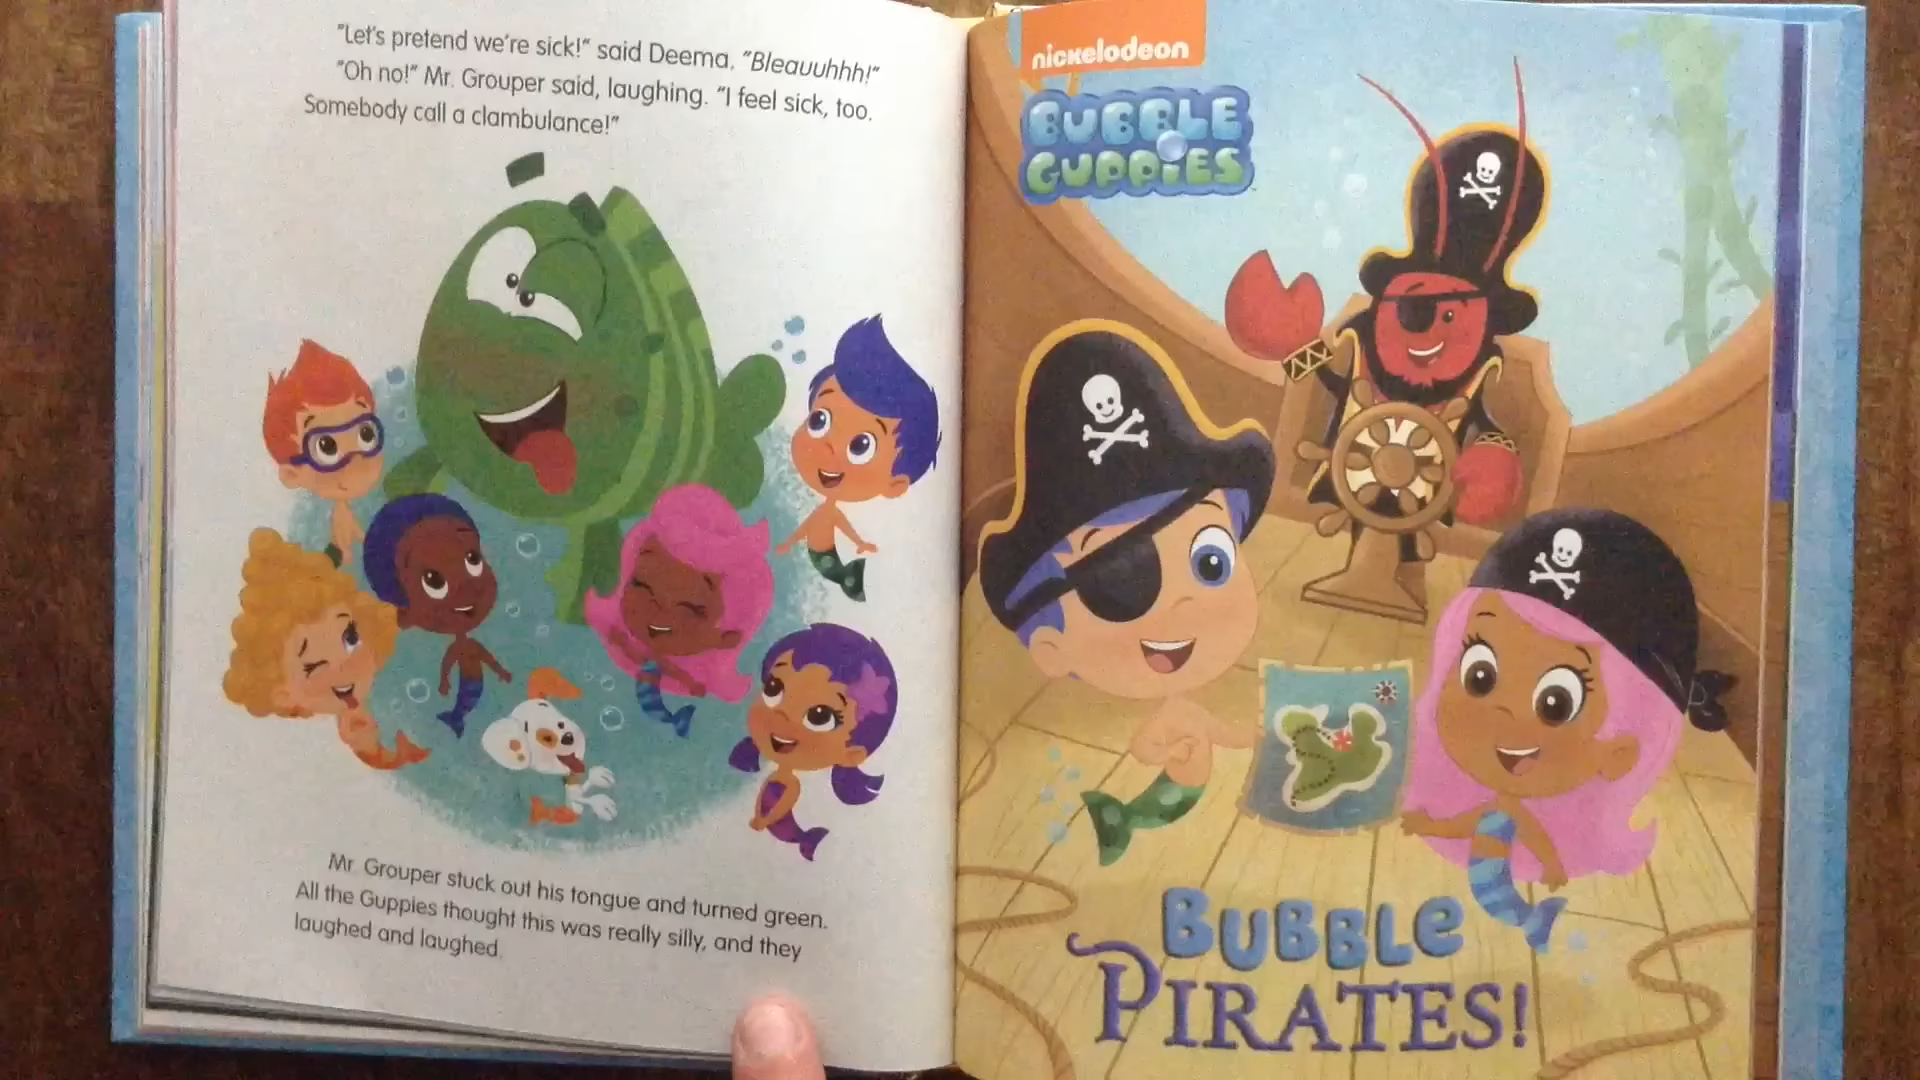 "Let's pretend we're sick!" said Deema. "Bleauuhhh!"
"Oh no!" Mr. Grouper said, laughing. "I feel sick, too.
Somebody call a clambulance!"
Mr. Grouper stuck out his tongue and turned green.
All the Guppies thought this was really silly, and they
laughed and laughed.
nickelodeon
BUBBLE
GUPPIES
BUBBLE
PIRATES!